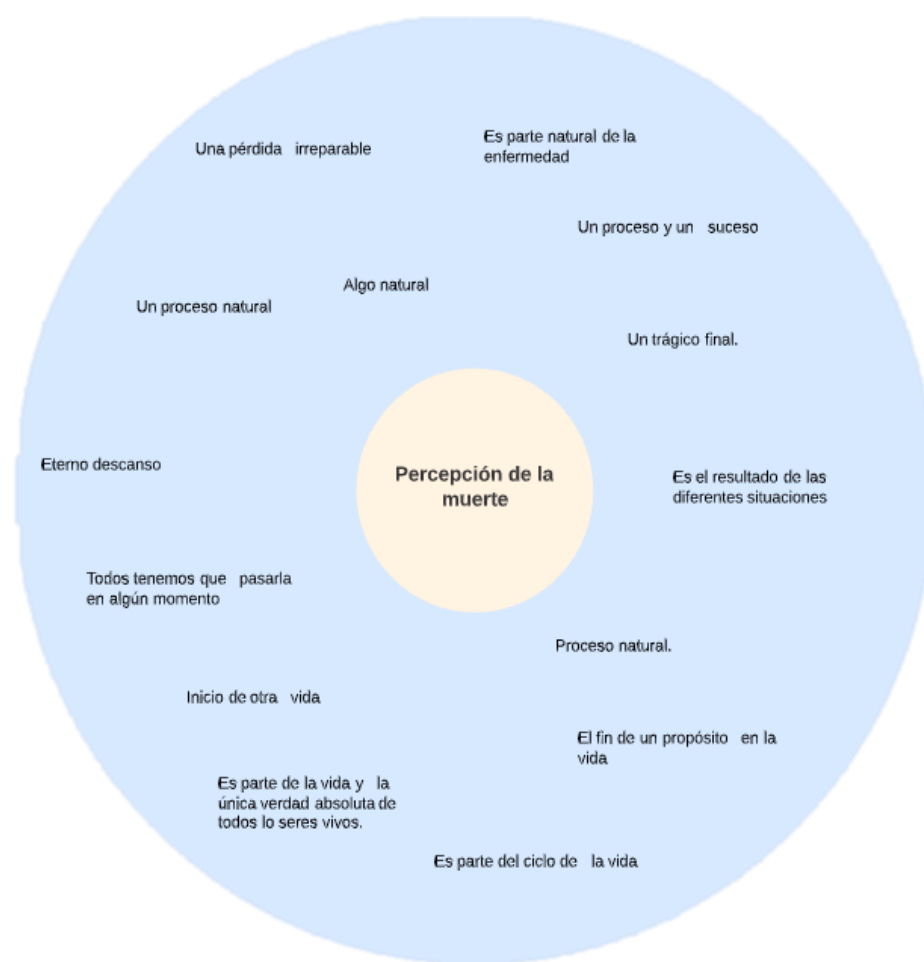 Una pérdida irreparable
Es parte natural de la
enfermedad
Un proceso y un suceso
Algo natural
Un proceso natural
Un trágico final.
Eterno descanso
Percepción de la
muerte
Es el resultado de las
diferentes situaciones
Todos tenemos que pasarla
en algún momento
Proceso natural.
Inicio de otra vida
El fin de un propósito en la
vida
Es parte de la vida y la
única verdad absoluta de
todos lo seres vivos.
Es parte del ciclo de la vida